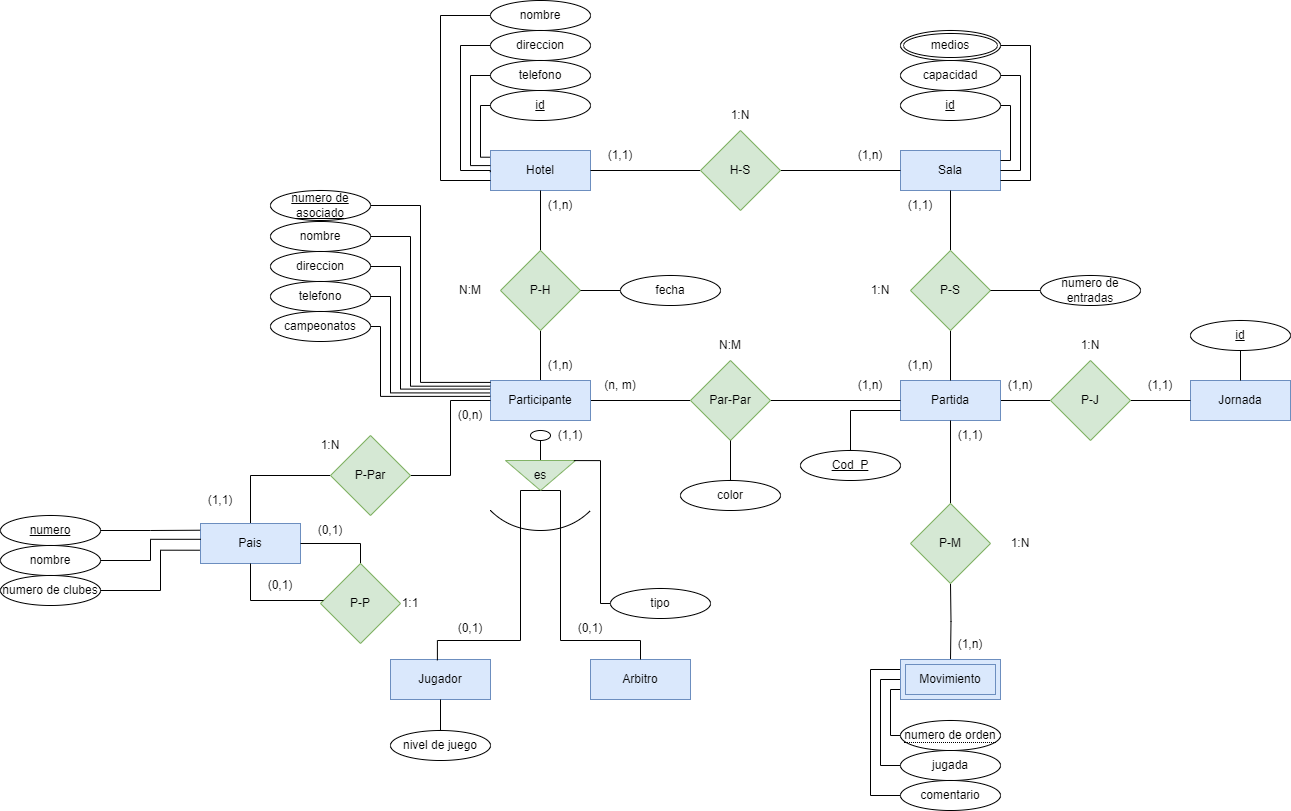 nombre
direccion
telefono
id
medios
capacidad
id
1:N
(1,1)
H-S
(1,n)
Hotel
Sala
(1,n)
(1,1)
numero de
asociado
nombre
direccion
telefono
campeonatos
N:M
P-H
fecha
1:N
P-S
numero de
entradas
(1,n)
N:M
(1,n)
1:N
id
Participante
(n, m)
Par-Par
(1,n)
Partida
(1,n)
P-J
(1,1)
Jornada
(0,n)
(1,1)
(1,1)
1:N
P-Par
es
Cod_P
color
(1,1)
numero
nombre
numero de clubes
Pais
(0,1)
(0,1)
P-P
1:1
P-M
1:N
tipo
(0,1)
(0,1)
(1,n)
Jugador
Arbitro
Movimiento
nivel de juego
numero de orden
jugada
comentario